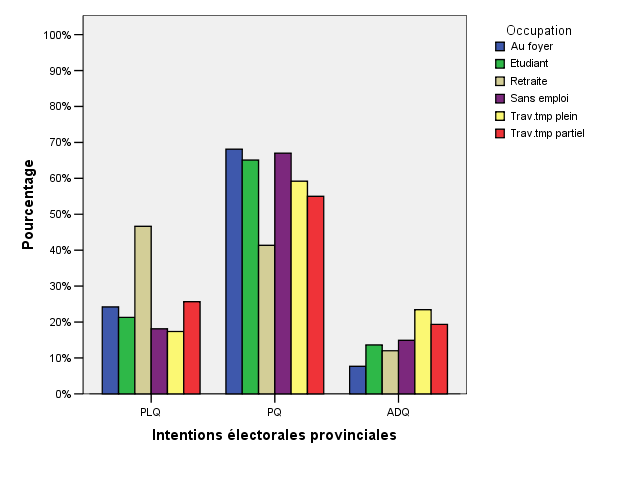 Occupation
Au foyer
Etudiant
Retraite
Sans emploi
Trav.tmp plein
Trav.tmp partiel
Pourcentage
100%
90%
80%
70%
60%
50%
40%
30%
20%
10%
0%
PLQ PQ ADQ
Intentions électorales provinciales